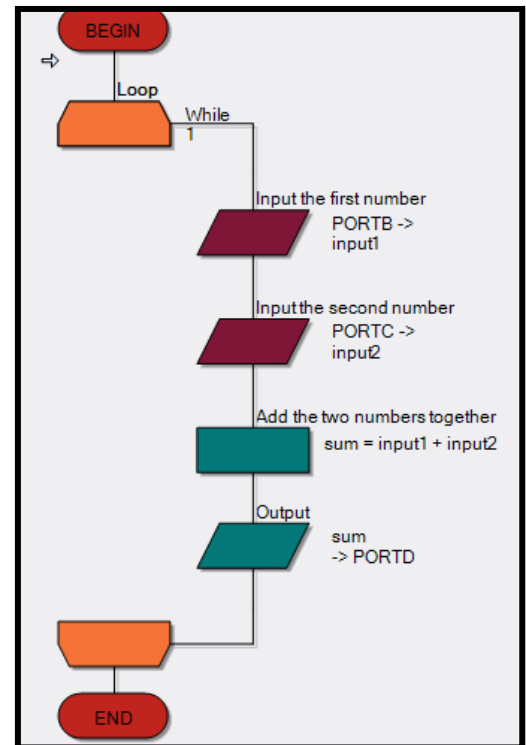 BEGIN
Loop
While
1
Input the first number
PORTB ->
input1
Input the second number
PORTC ->
input2
Add the two numbers together
sum = input1 + input2
Output
sum
-> PORTD
END